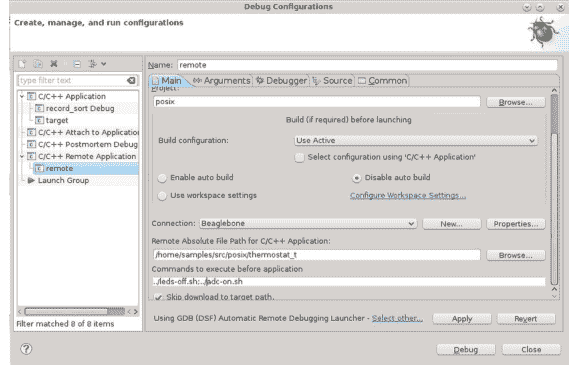 Debug Configurations
Create, manage, and run configurations
type filter text
C/C++ Application
record_sort Debug
target
C/C++ Attach to Application
C/C++ Postmortem Debug
C/C++ Remote Application
remote
Launch Group
Filter matched 8 of 8 items
Name: remote
Main Arguments Debugger Source Common
Project:
posix Browse...
Build (if required) before launching
Build configuration: Use Active
Select configuration using 'C/C++ Application'
Enable auto build Disable auto build
Use workspace settings Configure Workspace Settings...
Connection: Beaglebone New... Properties...
Remote Absolute File Path for C/C++ Application:
/home/samples/src/posix/thermostat_t Browse...
Commands to execute before application
../leds-off.sh;../adc-on.sh
Skip download to target path.
Using GDB (DSF) Automatic Remote Debugging Launcher - Select other... Apply Revert
Debug Close